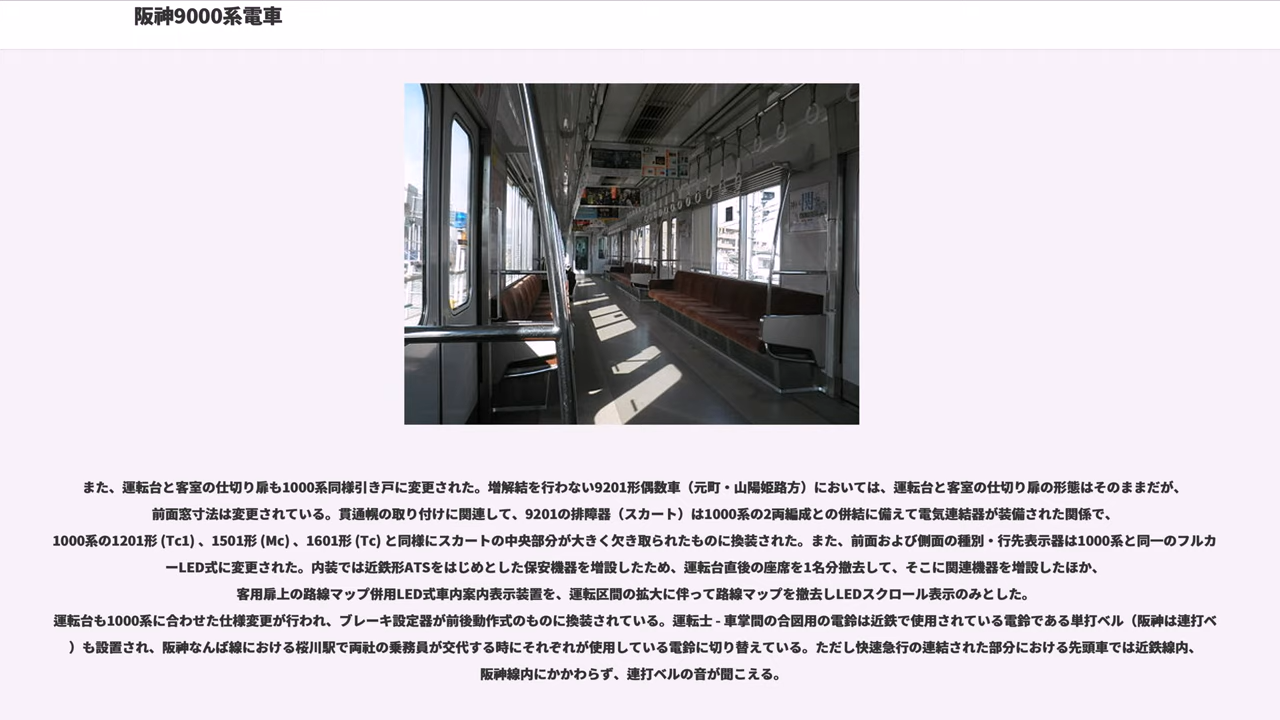 阪神9000系電車
また、運転台と客室の仕切り扉も1000系同様引き戸に変更された。増解結を行わない9201形偶数車（元町・山陽姫路方）においては、運転台と客室の仕切り扉の形態はそのままだが、
前面窓寸法は変更されている。貫通幌の取り付けに関連して、9201の排障器（スカート）は1000系の2両編成との併結に備えて電気連結器が装備された関係で、
1000系の1201形 (Tc1) 、1501形 (Mc) 、1601形 (Tc) と同様にスカートの中央部分が大きく欠き取られたものに換装された。また、前面および側面の種別・行先表示器は1000系と同一のフルカ
ーLED式に変更された。内装では近鉄形ATSをはじめとした保安機器を増設したため、運転台直後の座席を1名分撤去して、そこに関連機器を増設したほか、
客用扉上の路線マップ併用LED式車内案内表示装置を、運転区間の拡大に伴って路線マップを撤去しLEDスクロール表示のみとした。
運転台も1000系に合わせた仕様変更が行われ、ブレーキ設定器が前後動作式のものに換装されている。運転士 - 車掌間の合図用の電鈴は近鉄で使用されている電鈴である単打ベル（阪神は連打ベ
）も設置され、阪神なんば線における桜川駅で両社の乗務員が交代する時にそれぞれが使用している電鈴に切り替えている。ただし快速急行の連結された部分における先頭車では近鉄線内、
阪神線内にかかわらず、連打ベルの音が聞こえる。